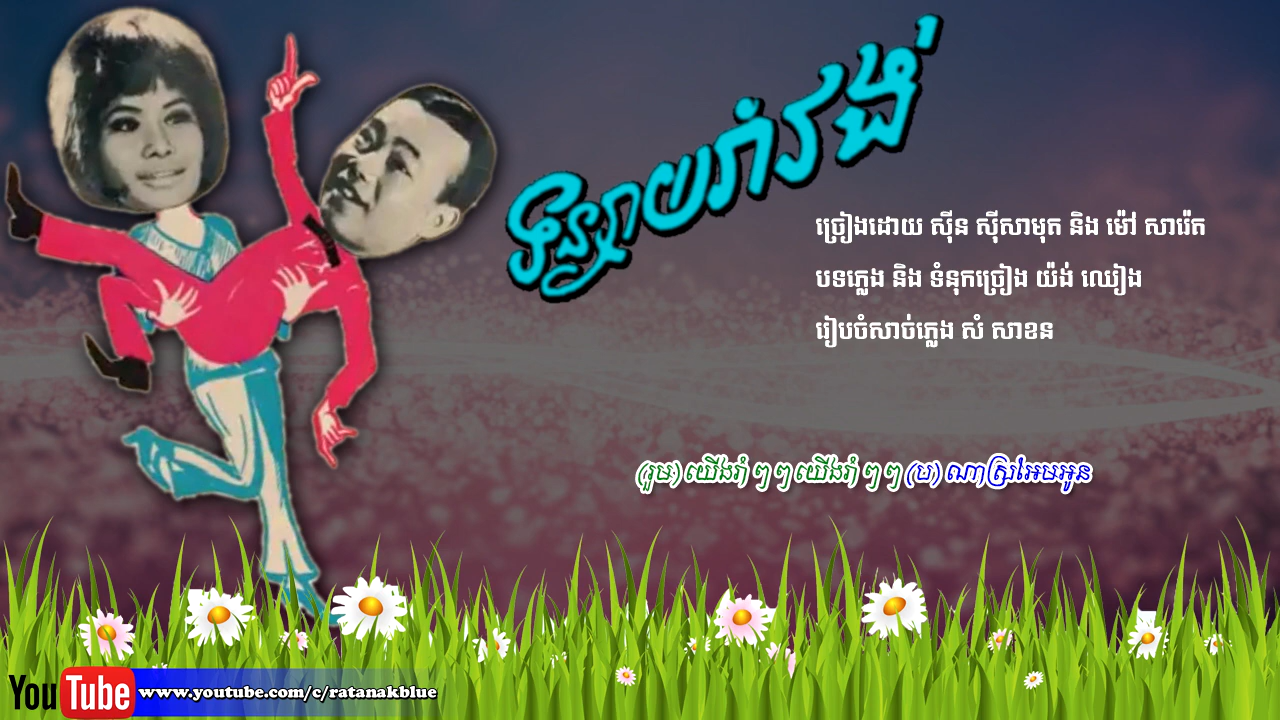 ទន្សាយរាំវង់
ច្រៀងដោយ ស៊ីន ស៊ីសាមុត និង ម៉ៅ សារ៉េត
បទភ្លេង និង ទំនុកច្រៀង យ៉ង់ ឈៀង
រៀបចំសាច់ភ្លេង សំ សាខន
(រួម) យើងរាំ ៗ ៗ យើងរាំ ៗ ៗ (ប) ណាស្រីអែមអូន
YouTube www.youtube.com/c/ratanakblue